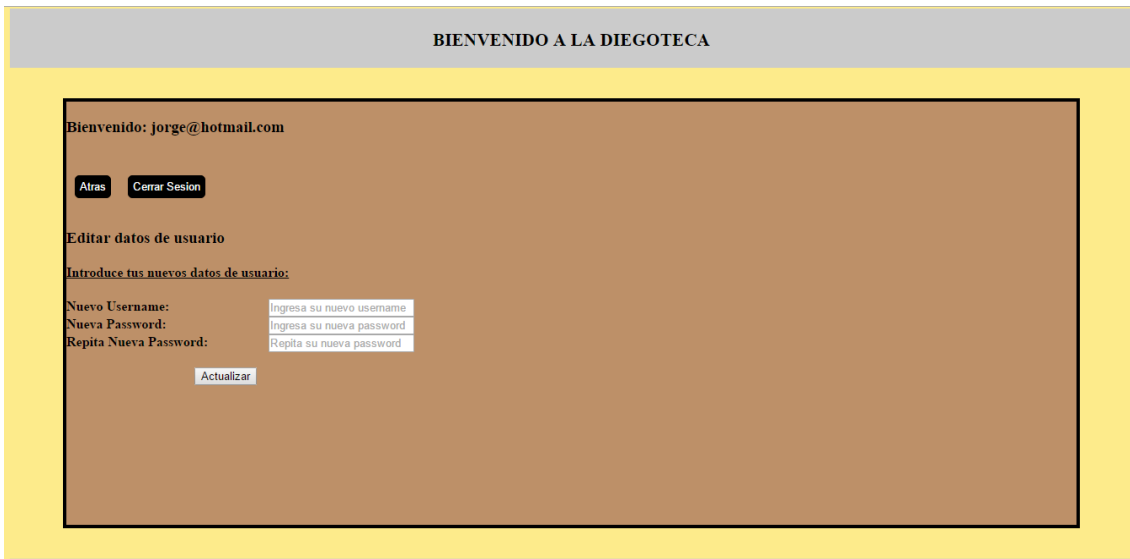 BIENVENIDO A LA DIEGOTECA
Bienvenido: jorge@hotmail.com
Atras Cerrar Sesion
Editar datos de usuario
Introduce tus nuevos datos de usuario:
Nuevo Username: Ingresa su nuevo username
Nueva Password: Ingresa su nueva password
Repita Nueva Password: Repita su nueva password
Actualizar